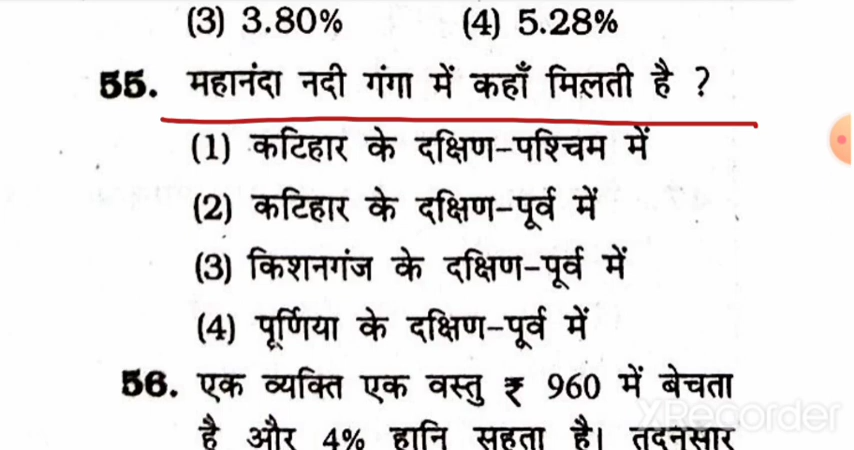 (3) 3.80% (4) 5.28%
55. महानंदा नदी गंगा में कहाँ मिलती है ?
(1) कटिहार के दक्षिण-पश्चिम में
(2) कटिहार के दक्षिण-पूर्व में
(3) किशनगंज के दक्षिण-पूर्व में
(4) पूर्णिया के दक्षिण-पूर्व में
56. एक व्यक्ति एक वस्तु ₹ 960 में बेचता
है और 4% हानि सहता है। तदनुसार
XRecorder